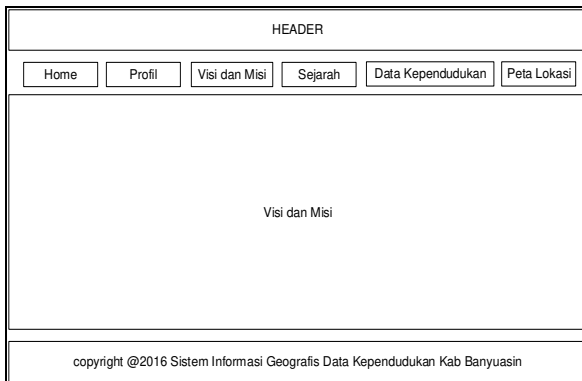 HEADER
Home Profil Visi dan Misi Sejarah Data Kependudukan Peta Lokasi
Visi dan Misi
copyright @2016 Sistem Informasi Geografis Data Kependudukan Kab Banyuasin